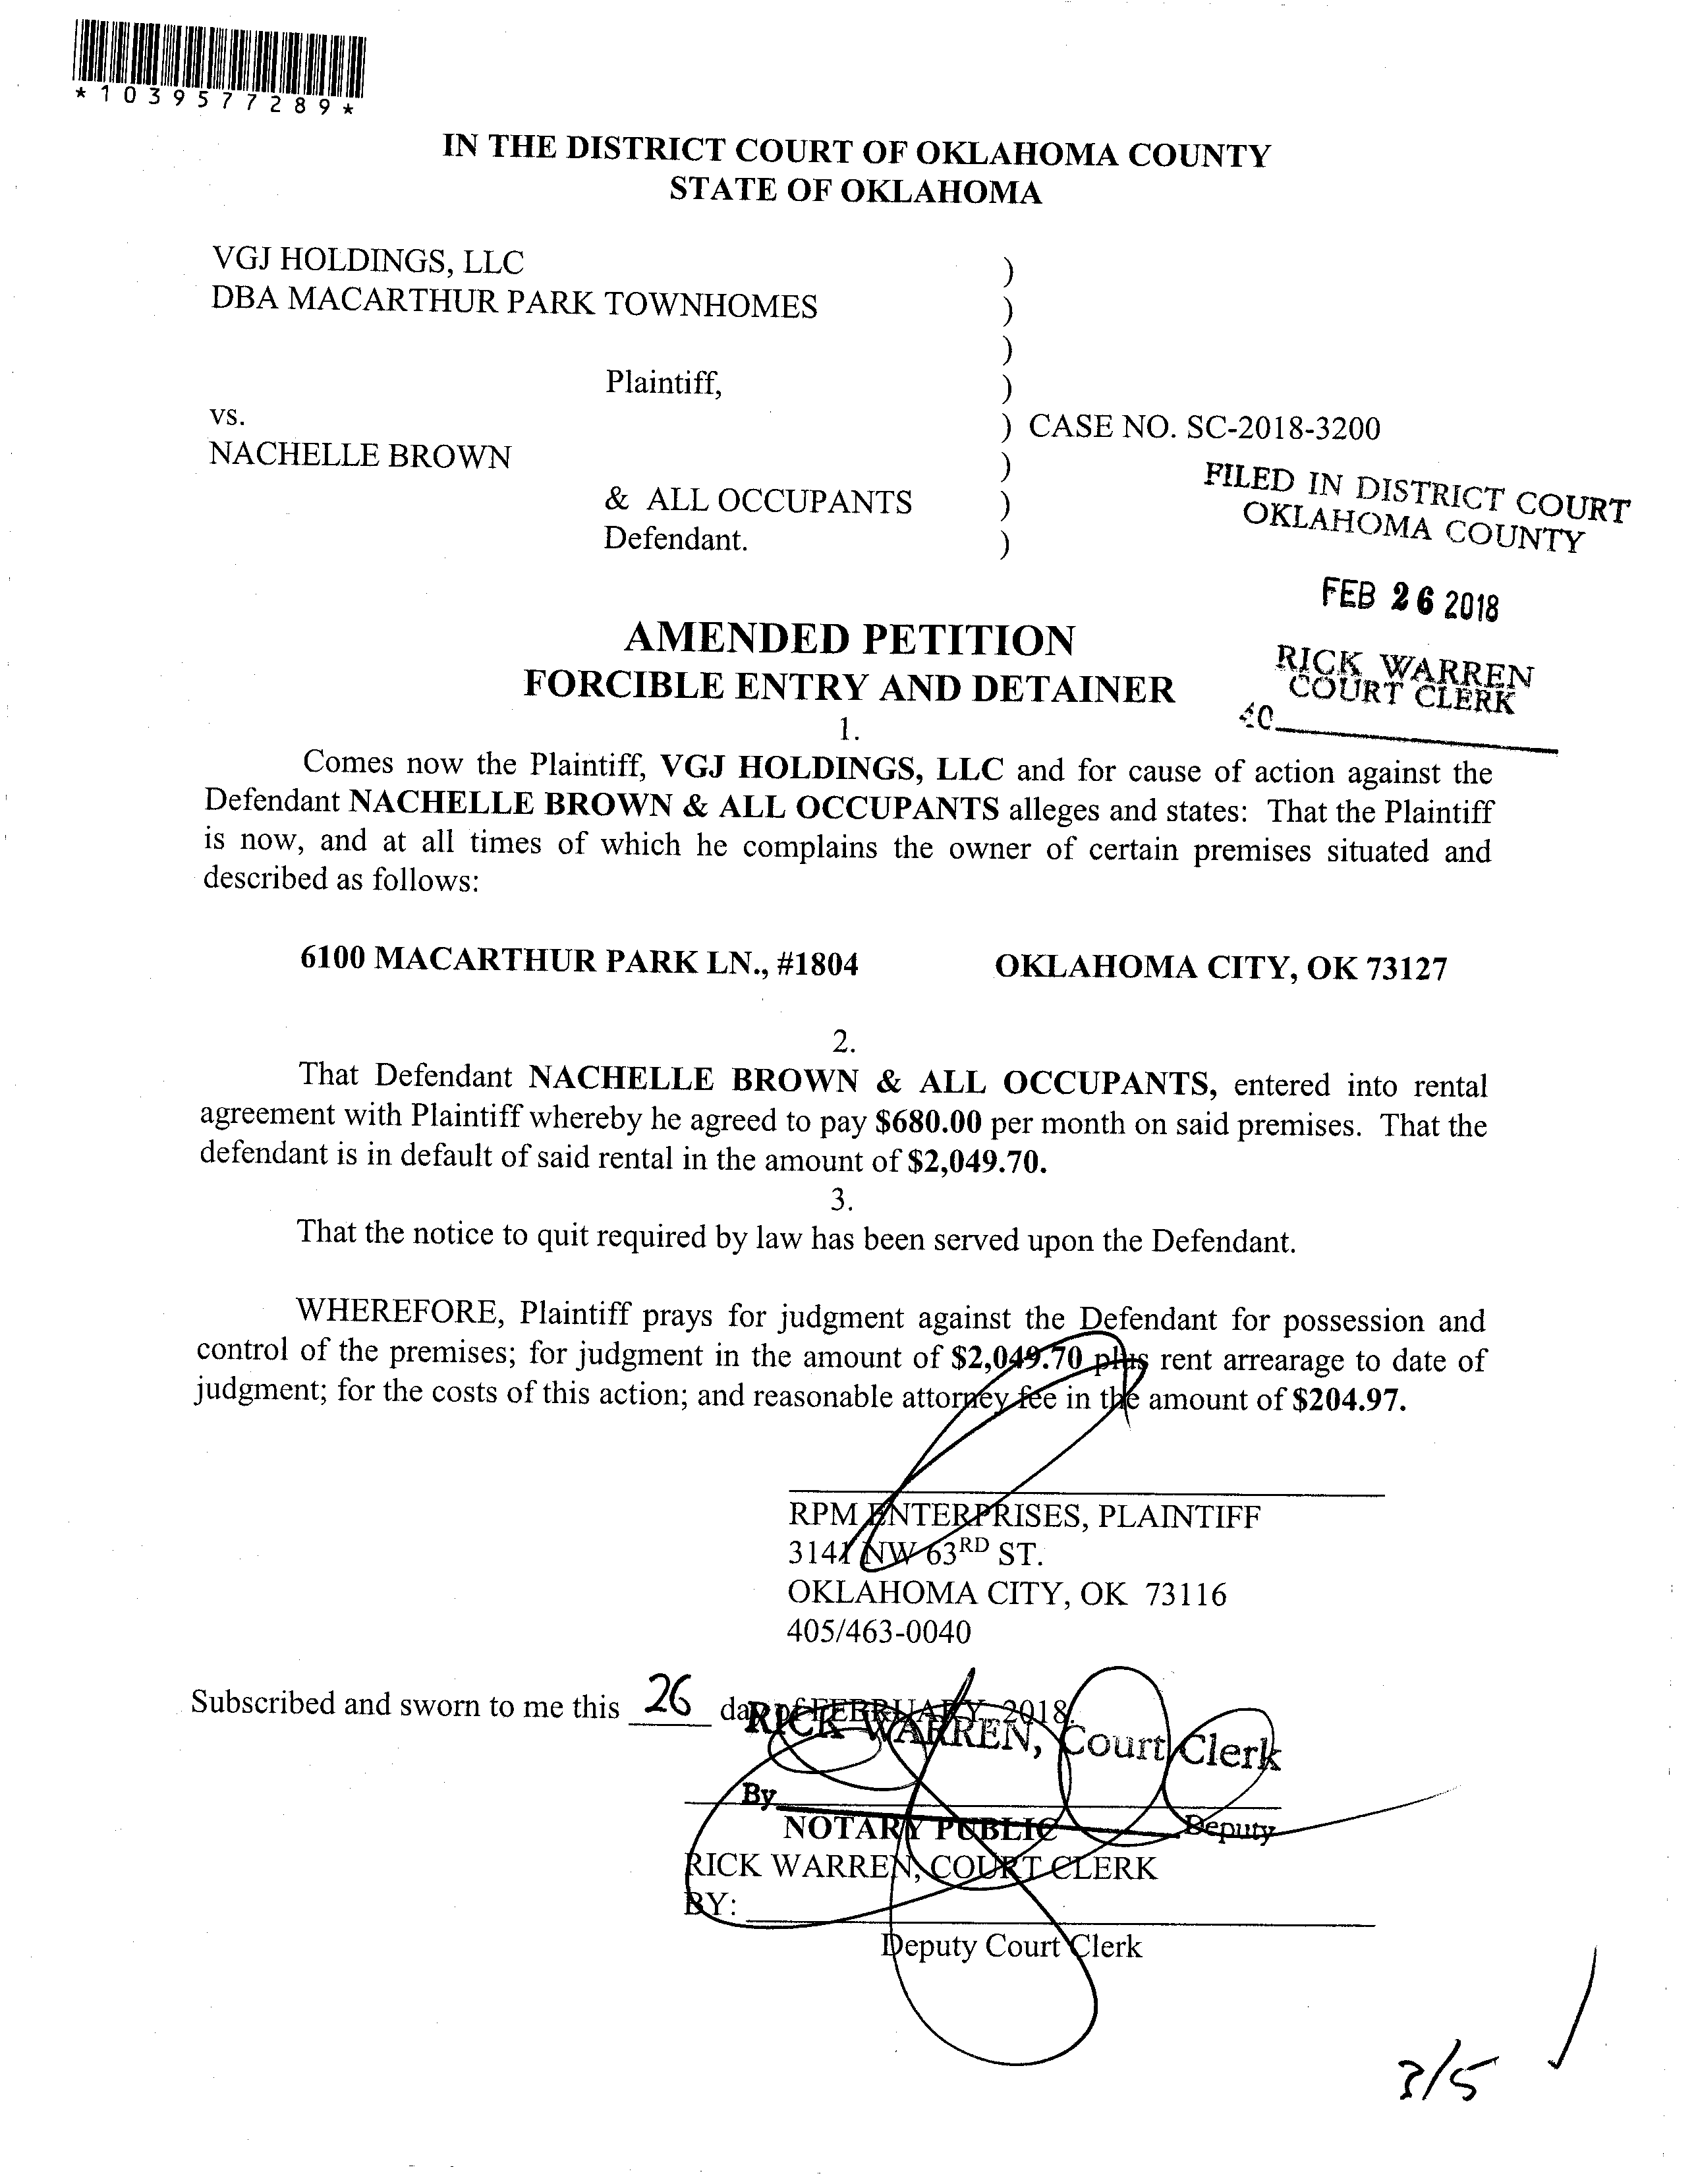 *1039577289*
IN THE DISTRICT COURT OF OKLAHOMA COUNTY
STATE OF OKLAHOMA
VGJ HOLDINGS, LLC )
DBA MACARTHUR PARK TOWNHOMES )
)
Plaintiff, )
vs. ) CASE NO. SC-2018-3200
NACHELLE BROWN )
& ALL OCCUPANTS )
Defendant. )
FILED IN DISTRICT COURT
OKLAHOMA COUNTY
FEB 26 2018
RICK WARREN
COURT CLERK
40
AMENDED PETITION
FORCIBLE ENTRY AND DETAINER
1.
Comes now the Plaintiff, VGJ HOLDINGS, LLC and for cause of action against the
Defendant NACHELLE BROWN & ALL OCCUPANTS alleges and states: That the Plaintiff
is now, and at all times of which he complains the owner of certain premises situated and
described as follows:
6100 MACARTHUR PARK LN., #1804 OKLAHOMA CITY, OK 73127
2.
That Defendant NACHELLE BROWN & ALL OCCUPANTS, entered into rental
agreement with Plaintiff whereby he agreed to pay $680.00 per month on said premises. That the
defendant is in default of said rental in the amount of $2,049.70.
3.
That the notice to quit required by law has been served upon the Defendant.
WHEREFORE, Plaintiff prays for judgment against the Defendant for possession and
control of the premises; for judgment in the amount of $2,049.70 plus rent arrearage to date of
judgment; for the costs of this action; and reasonable attorney fee in the amount of $204.97.
RPM ENTERPRISES, PLAINTIFF
3141 NW 63RD ST.
OKLAHOMA CITY, OK 73116
405/463-0040
Subscribed and sworn to me this 26 day of FEBRUARY, 2018.
RICK WARREN, Court Clerk
By Deputy
NOTARY PUBLIC
RICK WARREN, COURT CLERK
BY:
Deputy Court Clerk
3/5